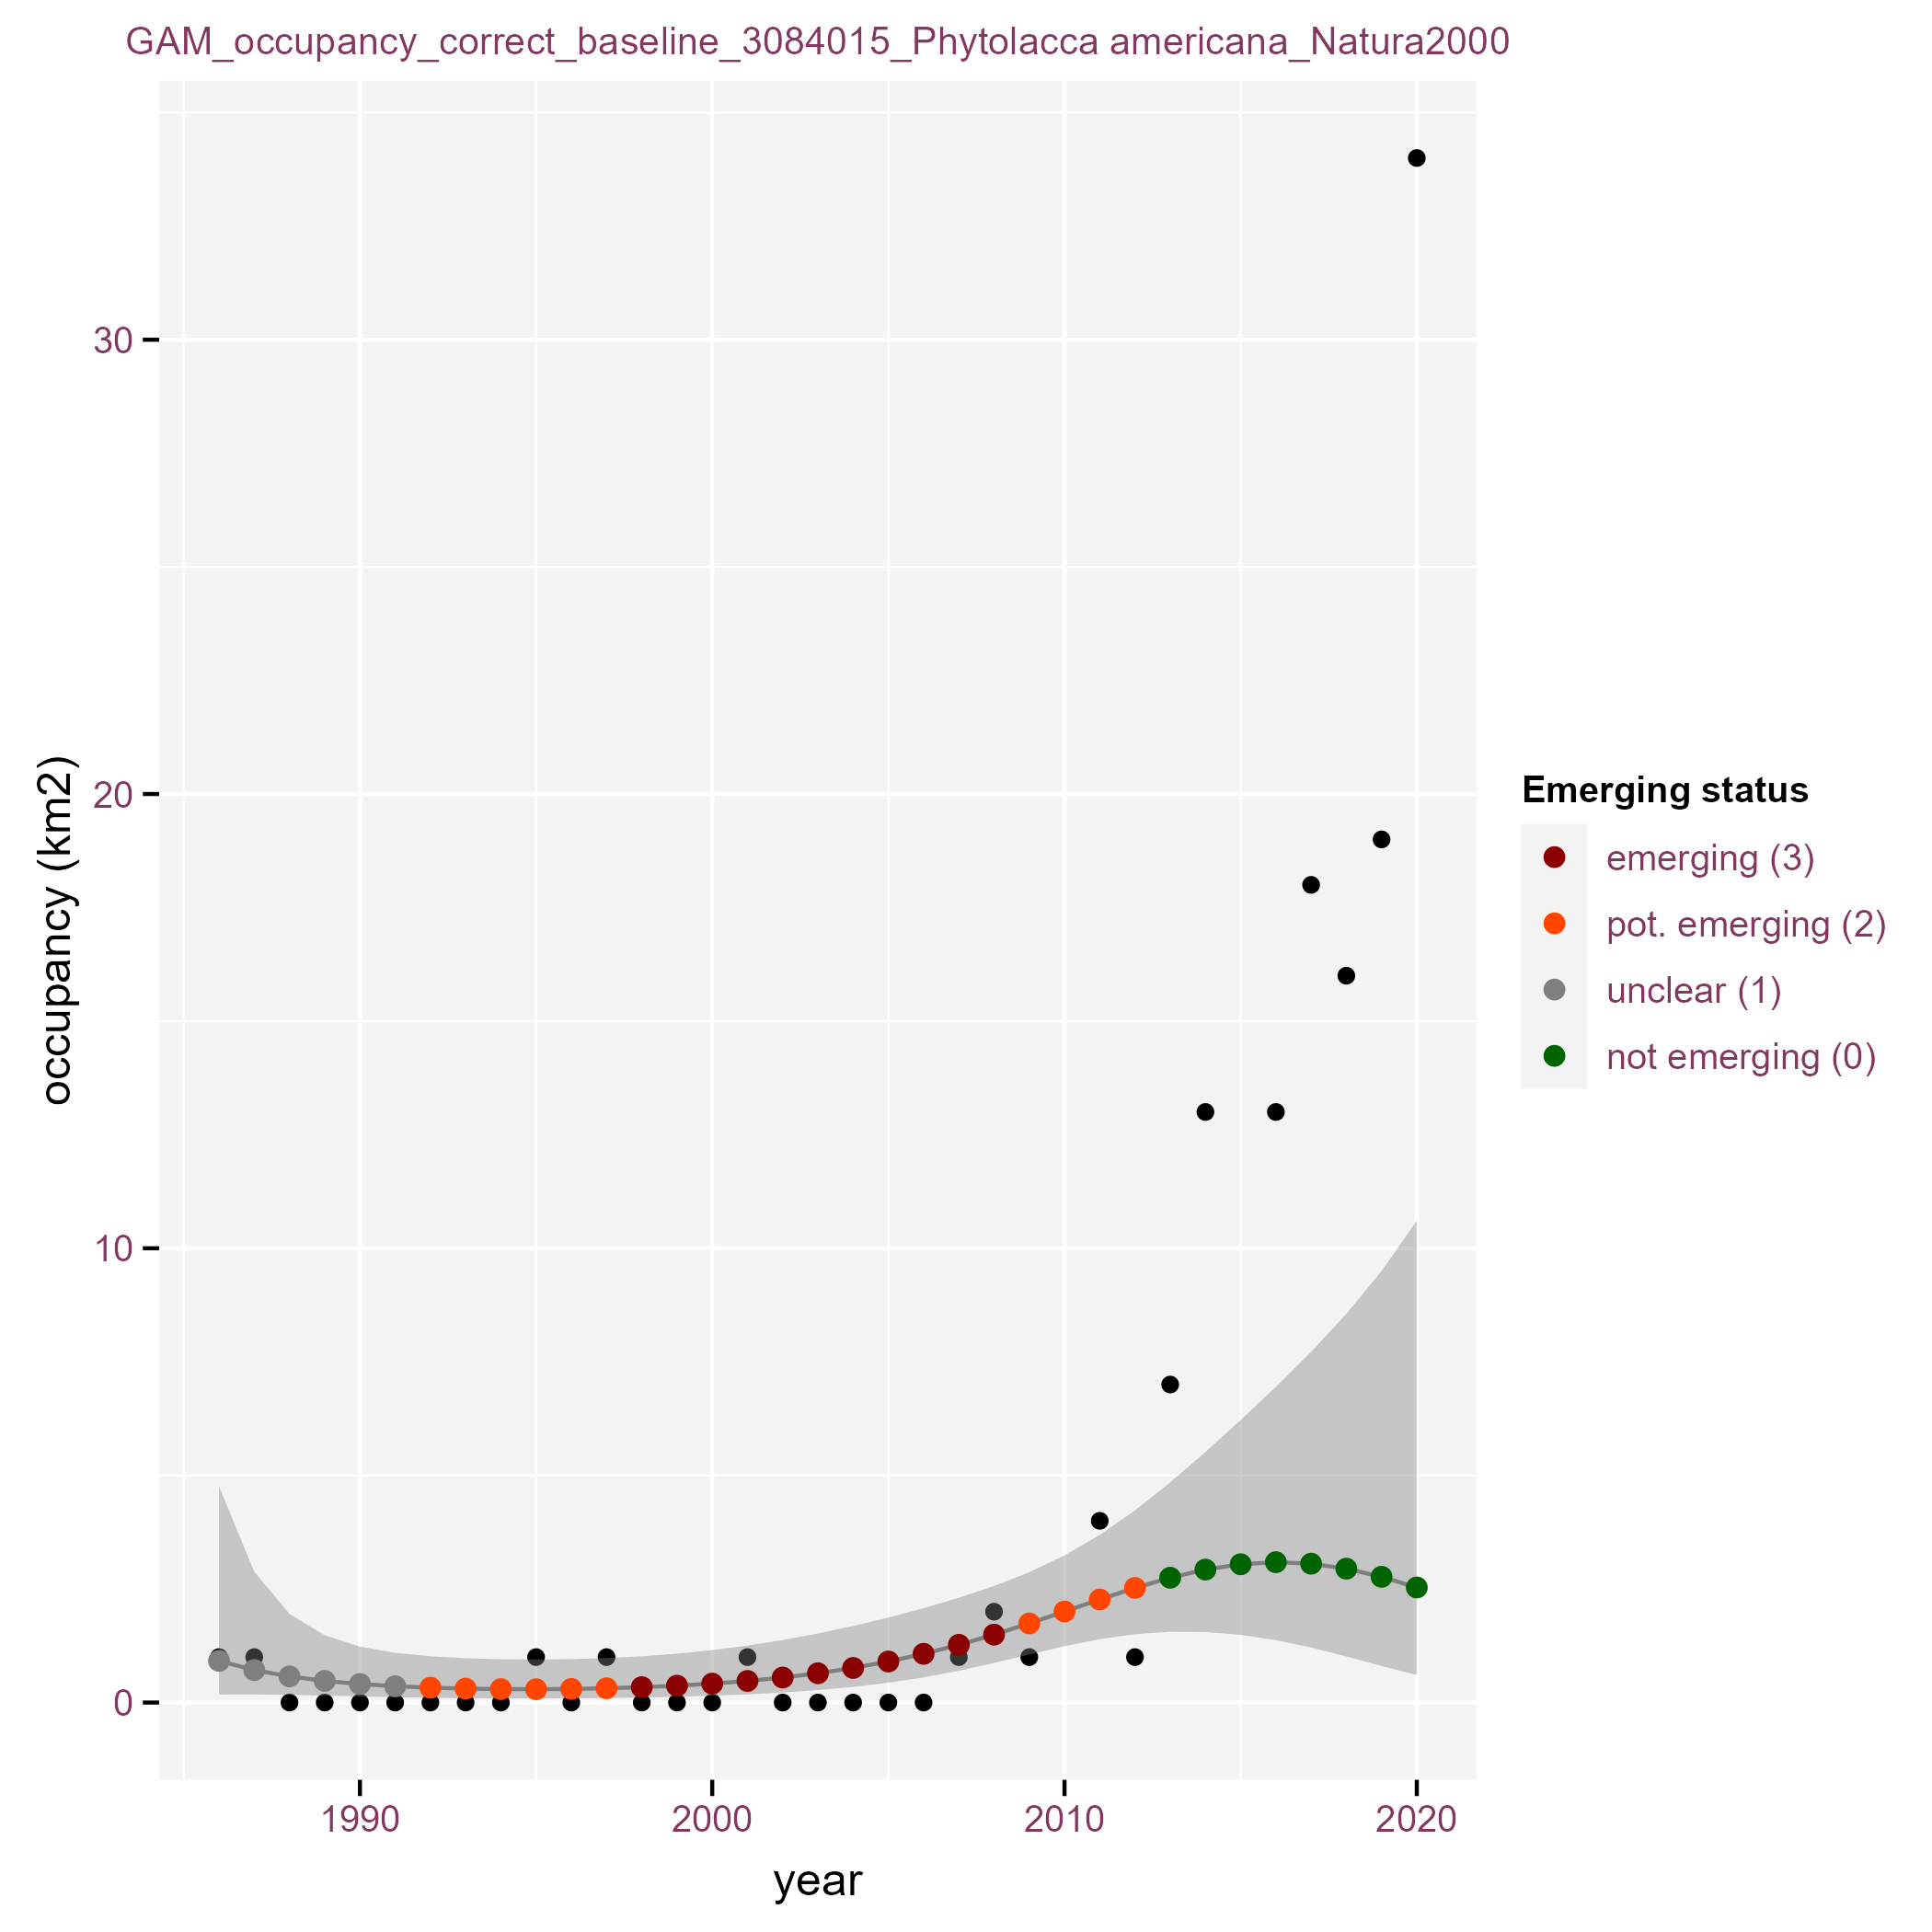 GAM_occupancy_correct_baseline_3084015_Phytolacca americana_Natura2000
30
20
10
0
occupancy (km2)
1990
2000
2010
2020
year
Emerging status
emerging (3)
pot. emerging (2)
unclear (1)
not emerging (0)